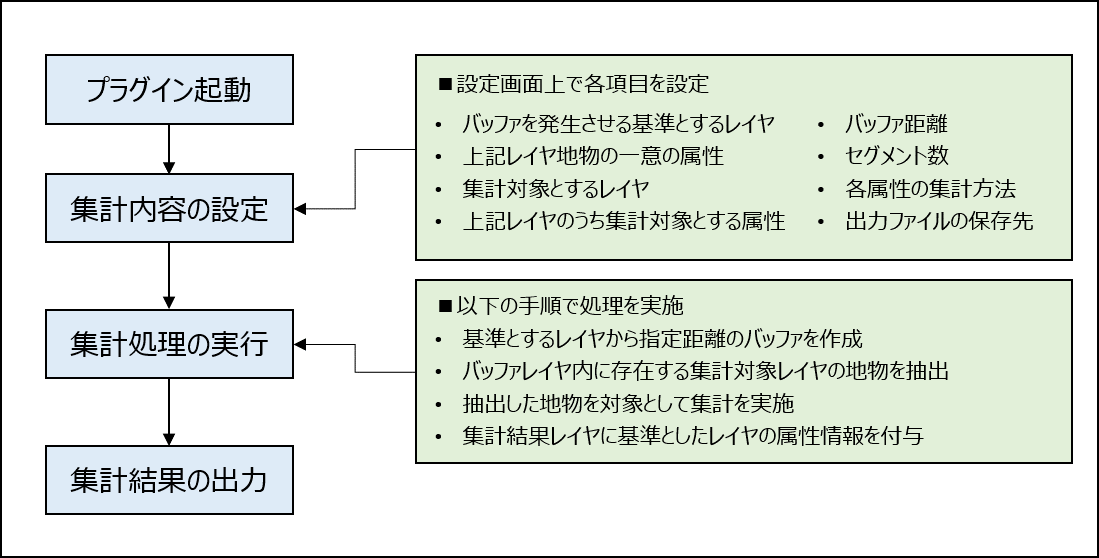 プラグイン起動
集計内容の設定
集計処理の実行
集計結果の出力
■設定画面上で各項目を設定
• バッファを発生させる基準とするレイヤ
• 上記レイヤ地物の一意の属性
• 集計対象とするレイヤ
• 上記レイヤのうち集計対象とする属性
• バッファ距離
• セグメント数
• 各属性の集計方法
• 出力ファイルの保存先
■以下の手順で処理を実施
• 基準とするレイヤから指定距離のバッファを作成
• バッファレイヤ内に存在する集計対象レイヤの地物を抽出
• 抽出した地物を対象として集計を実施
• 集計結果レイヤに基準としたレイヤの属性情報を付与